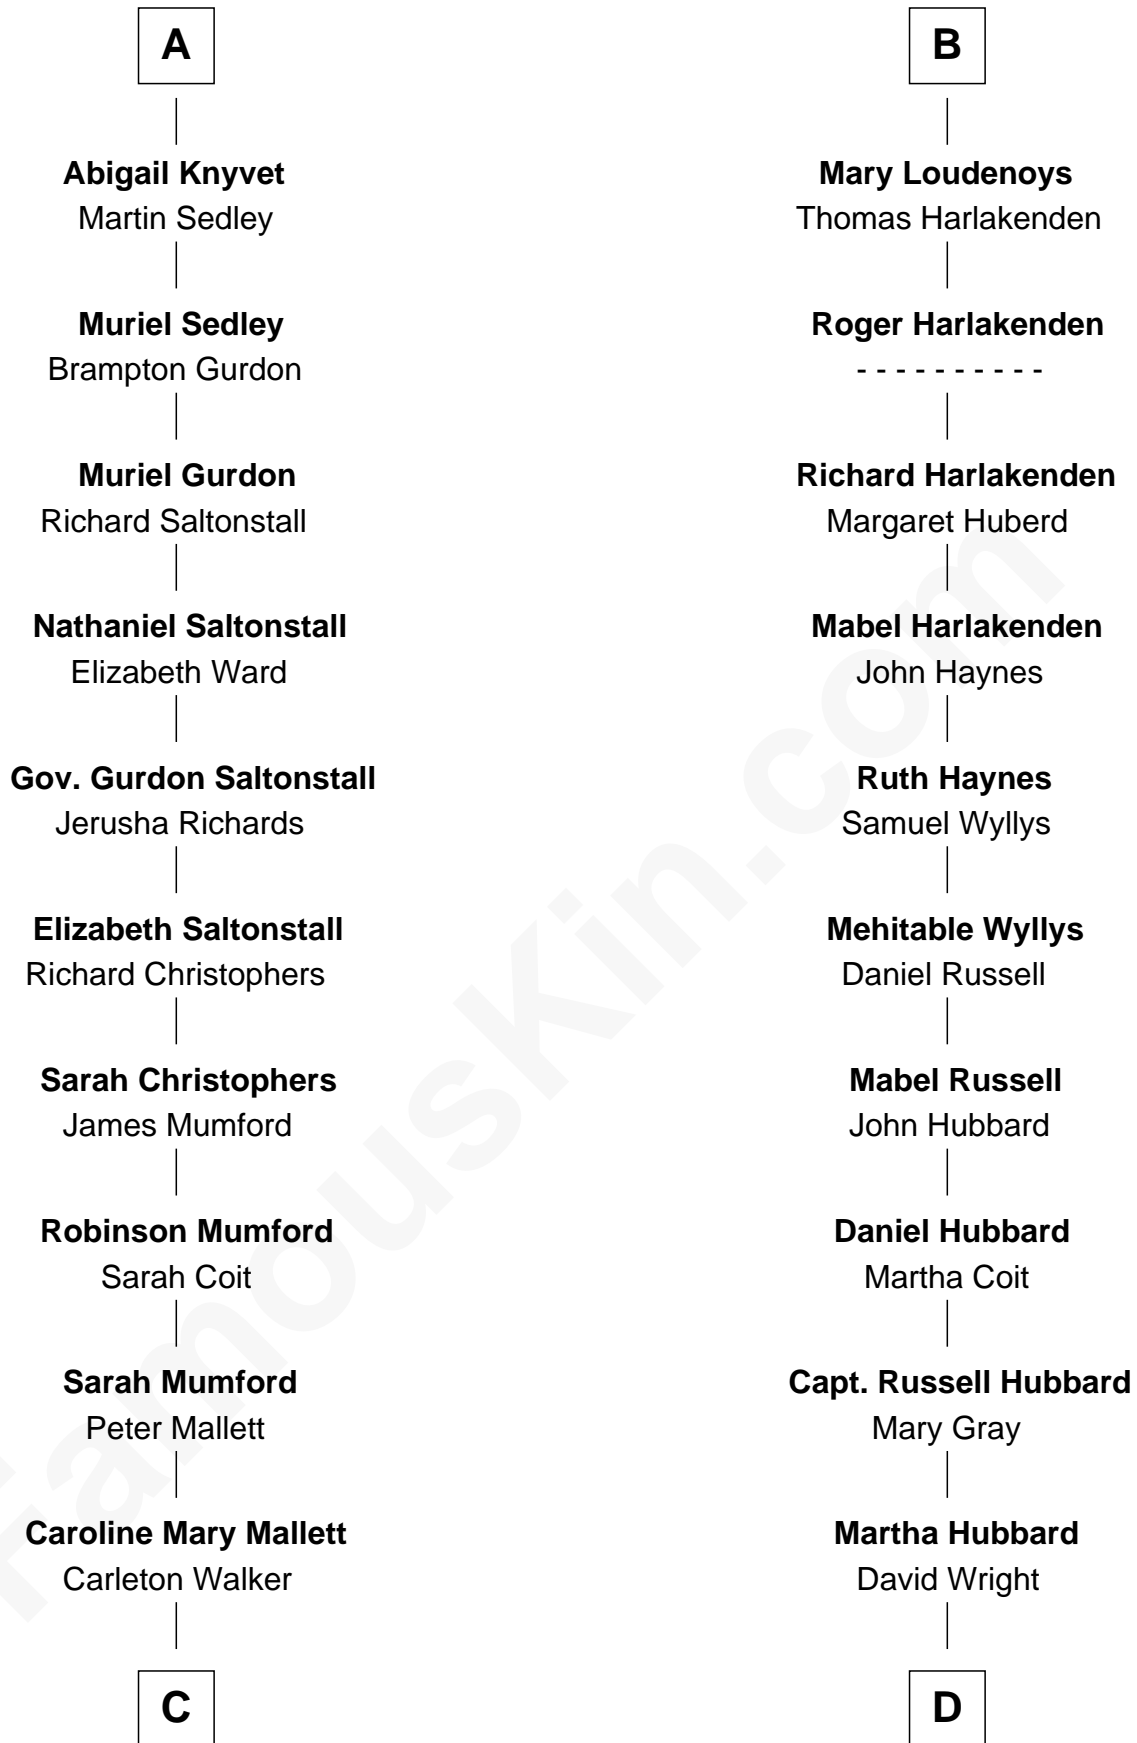 A
Abigail Knyvet
Martin Sedley
Muriel Sedley
Brampton Gurdon
Muriel Gurdon
Richard Saltonstall
Nathaniel Saltonstall
Elizabeth Ward
Gov. Gurdon Saltonstall
Jerusha Richards
Elizabeth Saltonstall
Richard Christophers
Sarah Christophers
James Mumford
Robinson Mumford
Sarah Coit
Sarah Mumford
Peter Mallett
Caroline Mary Mallett
Carleton Walker
C
B
Mary Loudenoys
Thomas Harlakenden
Roger Harlakenden
- - - - - - - - - -
Richard Harlakenden
Margaret Huberd
Mabel Harlakenden
John Haynes
Ruth Haynes
Samuel Wyllys
Mehitable Wyllys
Daniel Russell
Mabel Russell
John Hubbard
Daniel Hubbard
Martha Coit
Capt. Russell Hubbard
Mary Gray
Martha Hubbard
David Wright
D
FamousKin.com